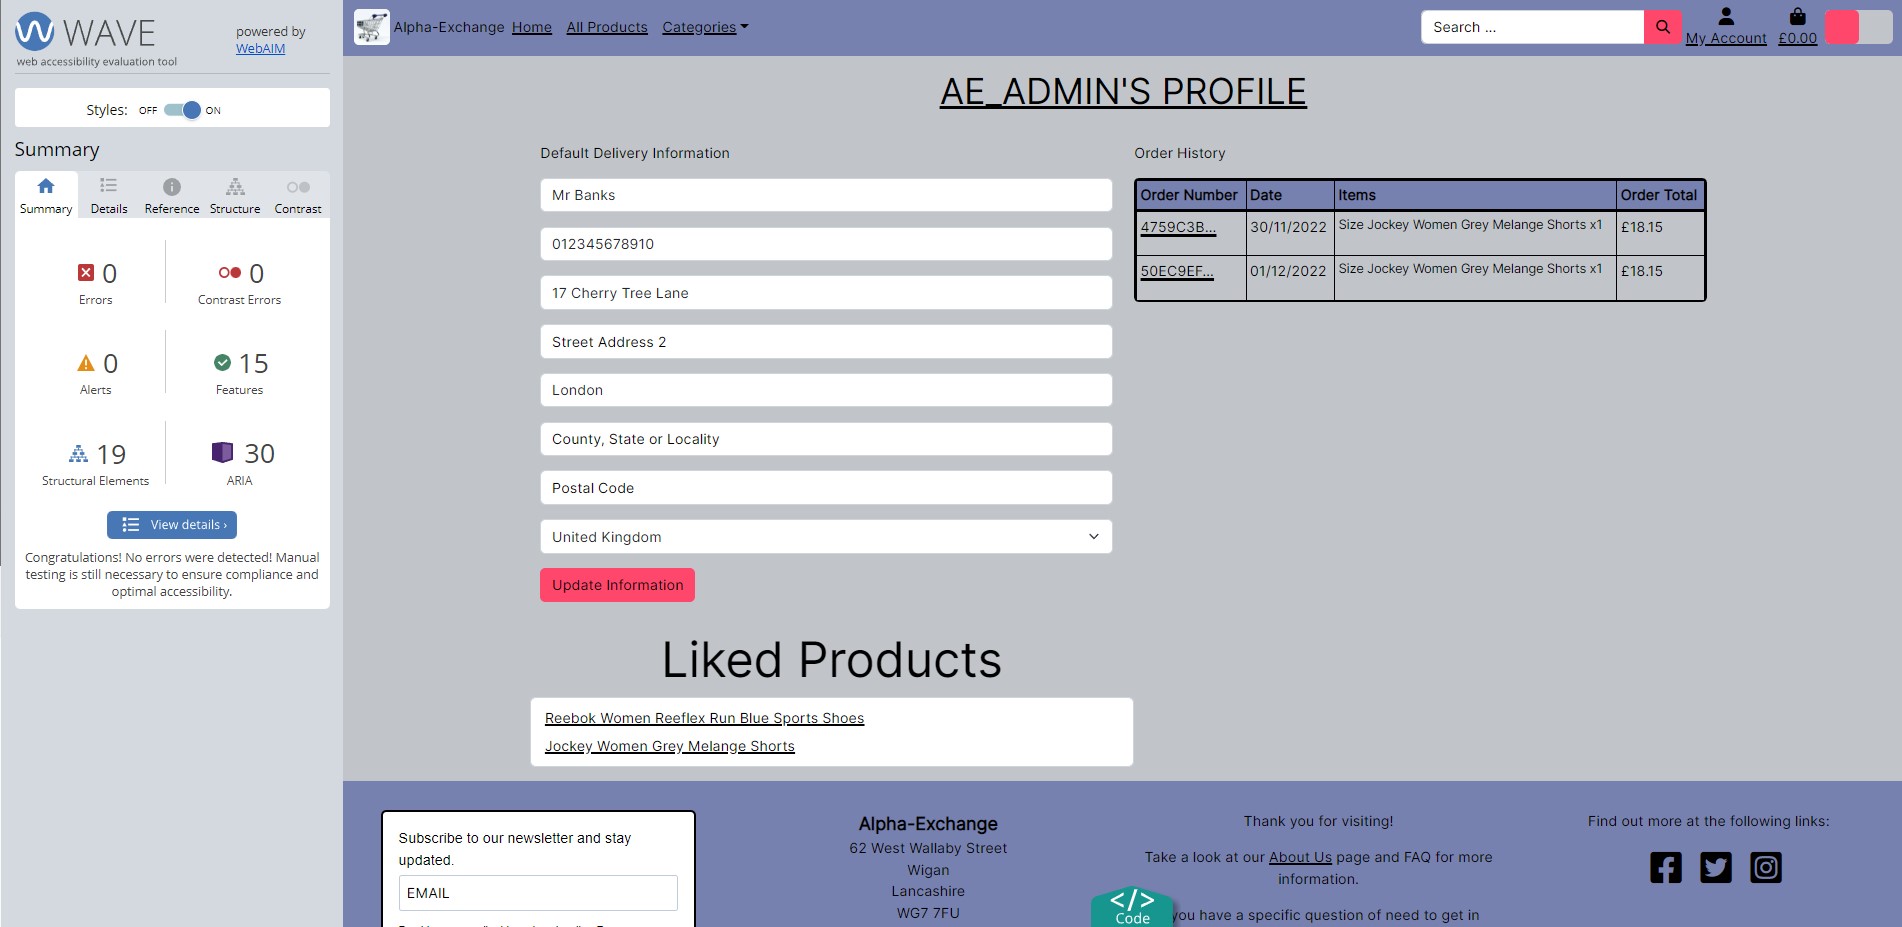 WAVE
powered by
WebAIM
web accessibility evaluation tool
Styles: OFF ON
Summary
Summary Details Reference Structure Contrast
0 0
Errors Contrast Errors
0 15
Alerts Features
19 30
Structural Elements ARIA
View details ›
Congratulations! No errors were detected! Manual
testing is still necessary to ensure compliance and
optimal accessibility.
Alpha-Exchange Home All Products Categories
Search ...
My Account £0.00
AE_ADMIN'S PROFILE
Default Delivery Information
Mr Banks
012345678910
17 Cherry Tree Lane
Street Address 2
London
County, State or Locality
Postal Code
United Kingdom
Update Information
Order History
Order Number Date Items Order Total
4759C3B... 30/11/2022 Size Jockey Women Grey Melange Shorts x1 £18.15
50EC9EF... 01/12/2022 Size Jockey Women Grey Melange Shorts x1 £18.15
Liked Products
Reebok Women Reeflex Run Blue Sports Shoes
Jockey Women Grey Melange Shorts
Subscribe to our newsletter and stay
updated.
EMAIL
Alpha-Exchange
62 West Wallaby Street
Wigan
Lancashire
WG7 7FU
</>
Code
Thank you for visiting!
Take a look at our About Us page and FAQ for more
information.
you have a specific question of need to get in
Find out more at the following links: